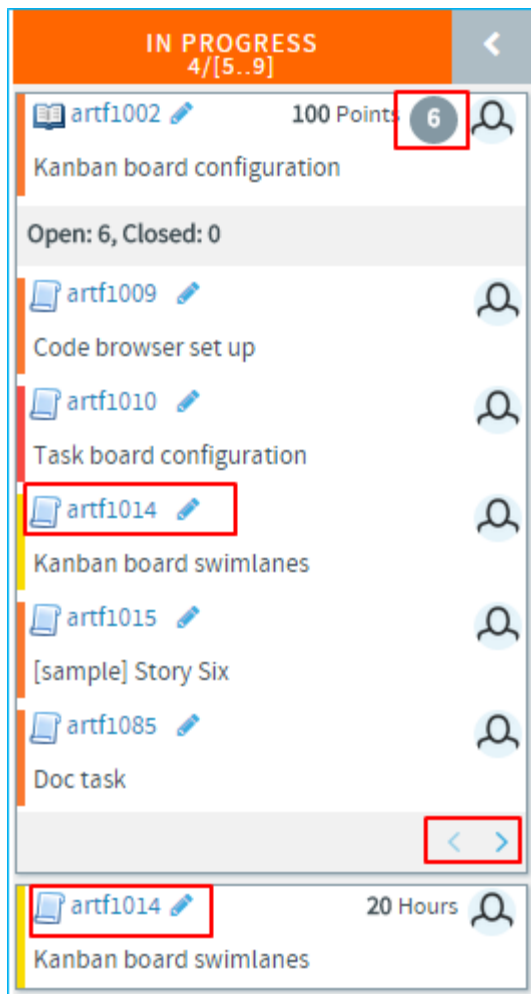 IN PROGRESS
4/[5..9]
artf1002 100 Points 6
Kanban board configuration
Open: 6, Closed: 0
artf1009
Code browser set up
artf1010
Task board configuration
artf1014
Kanban board swimlanes
artf1015
[sample] Story Six
artf1085
Doc task
artf1014 20 Hours
Kanban board swimlanes